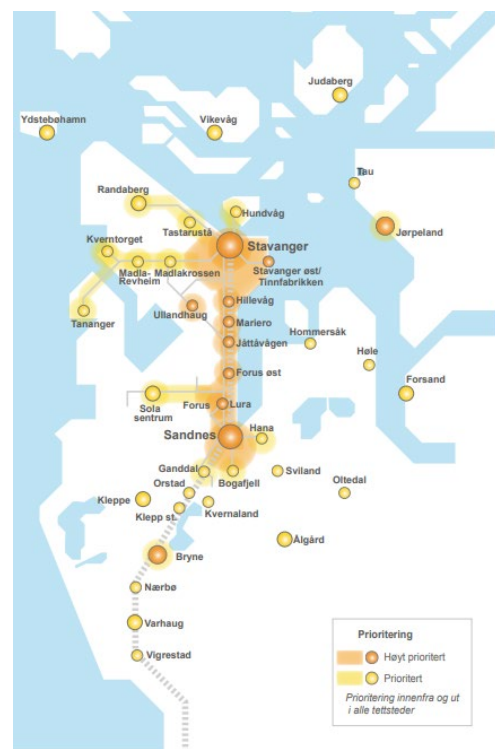 Judaberg
Ydstebøhamn
Vikevåg
Tau
Randaberg
Hundvåg
Tastarustå
Jørpeland
Kverntorget
Stavanger
Madla-
Revheim
Madlakrossen
Stavanger øst/
Tinnfabrikken
Hillevåg
Ullandhaug
Tananger
Mariero
Hommersåk
Jåttåvågen
Høle
Forus øst
Forsand
Sola
sentrum
Forus
Lura
Hana
Sandnes
Ganddal
Bogafjell
Sviland
Orstad
Oltedal
Kleppe
Klepp st.
Kvernaland
Ålgård
Bryne
Nærbø
Varhaug
Vigrestad
Prioritering
Høyt prioritert
Prioritert
Prioritering innenfra og ut
i alle tettsteder